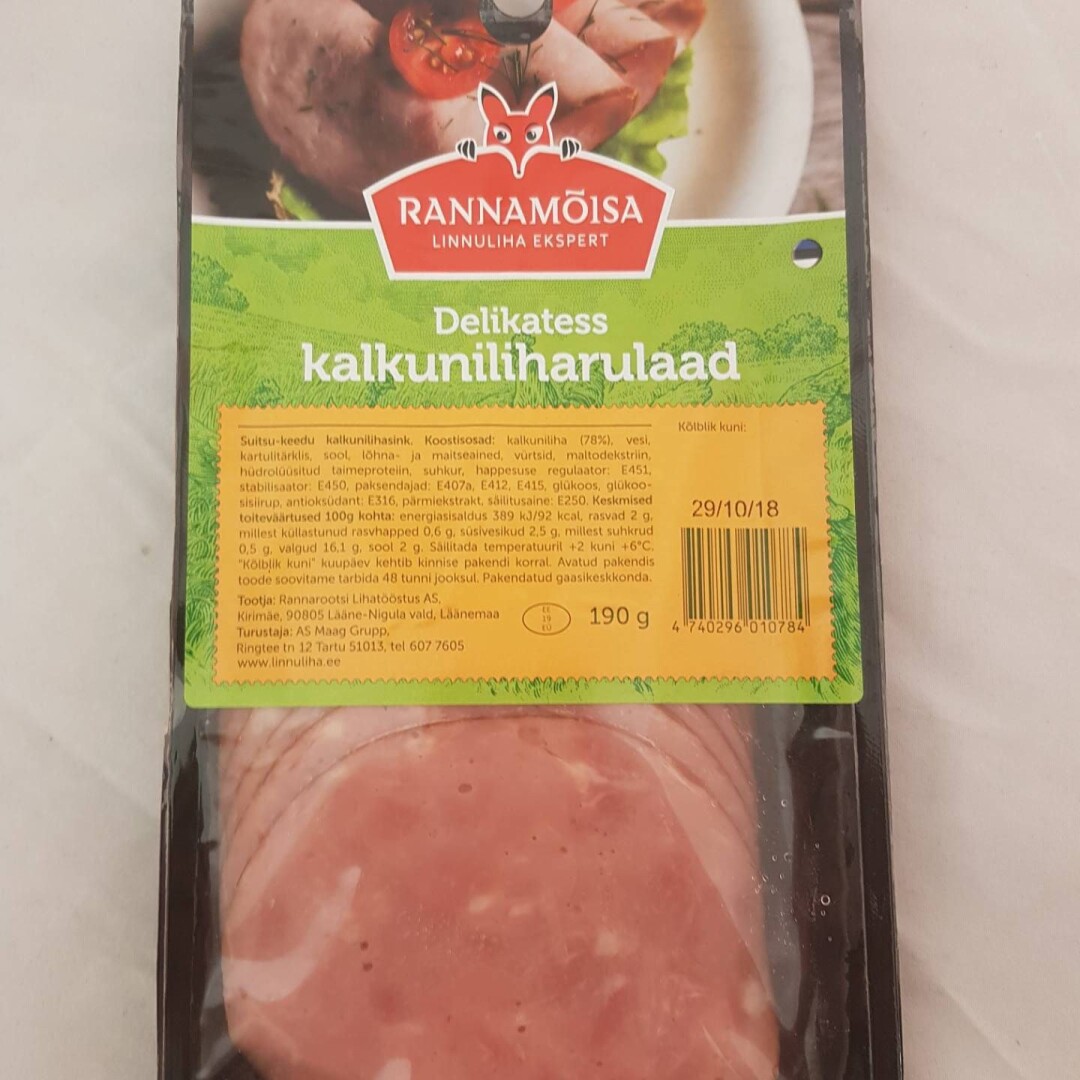 RANNAMÕISA
LINNULIHA EKSPERT
Delikatess
kalkuniliharulaad
Suitsu-keedu kalkunilihasink. Koostisosad: kalkuniliha (78%), vesi,
kartulitärklis, sool, lõhna- ja maitseained, vürtsid, maltodekstriin,
hüdrolüüsitud taimeproteiin, suhkur, happesuse regulaator: E451,
stabilisaator: E450, paksendajad: E407a, E412, E415, glükoos, glükoo-
sisiirup, antioksüdant: E316, pärmiekstrakt, säilitusaine: E250. Keskmised
toiteväärtused 100g kohta: energiasisaldus 389 kJ/92 kcal, rasvad 2 g,
millest küllastunud rasvhapped 0,6 g, süsivesikud 2,5 g, millest suhkrud
0,5 g, valgud 16,1 g, sool 2 g. Säilitada temperatuuril +2 kuni +6°C.
"Kõlblik kuni" kuupäev kehtib kinnise pakendi korral. Avatud pakendis
toode soovitame tarbida 48 tunni jooksul. Pakendatud gaasikeskkonda.
Tootja: Rannarootsi Lihatööstus AS,
Kirimäe, 90805 Lääne-Nigula vald, Läänemaa
Turustaja: AS Maag Grupp,
Ringtee tn 12 Tartu 51013, tel 607 7605
www.linnuliha.ee
EE
19
EÜ
190 g
Kõlblik kuni:
29/10/18
4 740296 010784